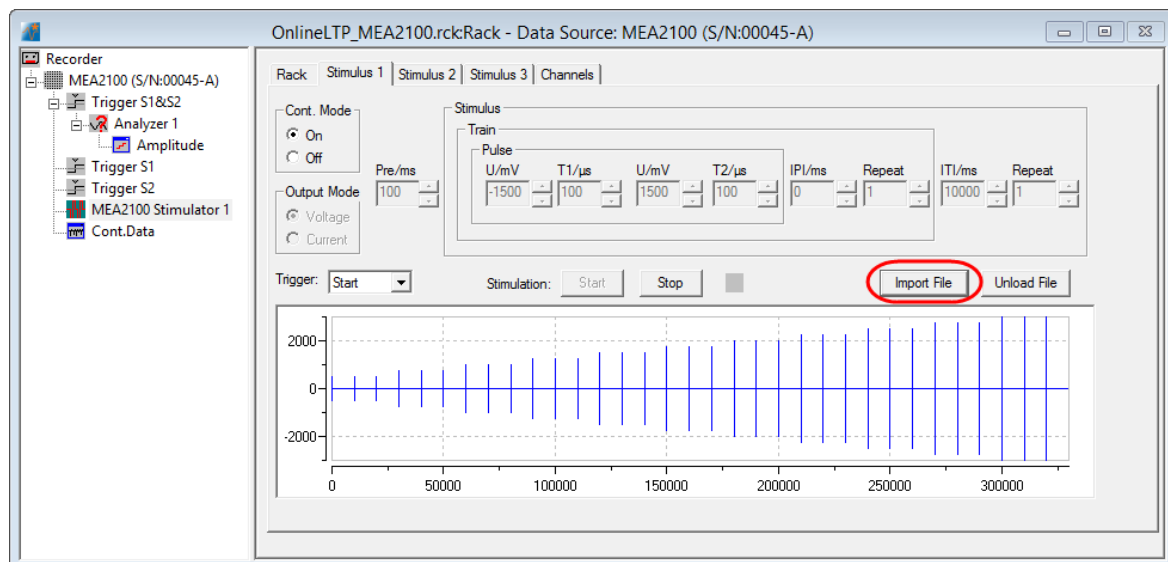 OnlineLTP_MEA2100.rck:Rack - Data Source: MEA2100 (S/N:00045-A)
Recorder
MEA2100 (S/N:00045-A)
Trigger S1&S2
Analyzer 1
Amplitude
Trigger S1
Trigger S2
MEA2100 Stimulator 1
Cont.Data
Rack Stimulus 1 Stimulus 2 Stimulus 3 Channels
Cont. Mode
On
Off
Output Mode
Voltage
Current
Stimulus
Train
Pulse
Pre/ms U/mV T1/µs U/mV T2/µs IPI/ms Repeat ITI/ms Repeat
100 -1500 100 1500 100 0 1 10000 1
Trigger: Start Stimulation: Start Stop Import File Unload File
2000
0
-2000
0 50000 100000 150000 200000 250000 300000